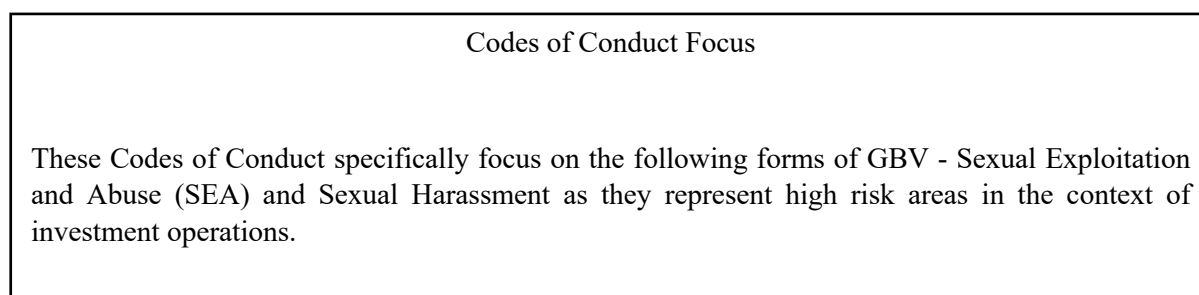 Codes of Conduct Focus
These Codes of Conduct specifically focus on the following forms of GBV - Sexual Exploitation
and Abuse (SEA) and Sexual Harassment as they represent high risk areas in the context of
investment operations.